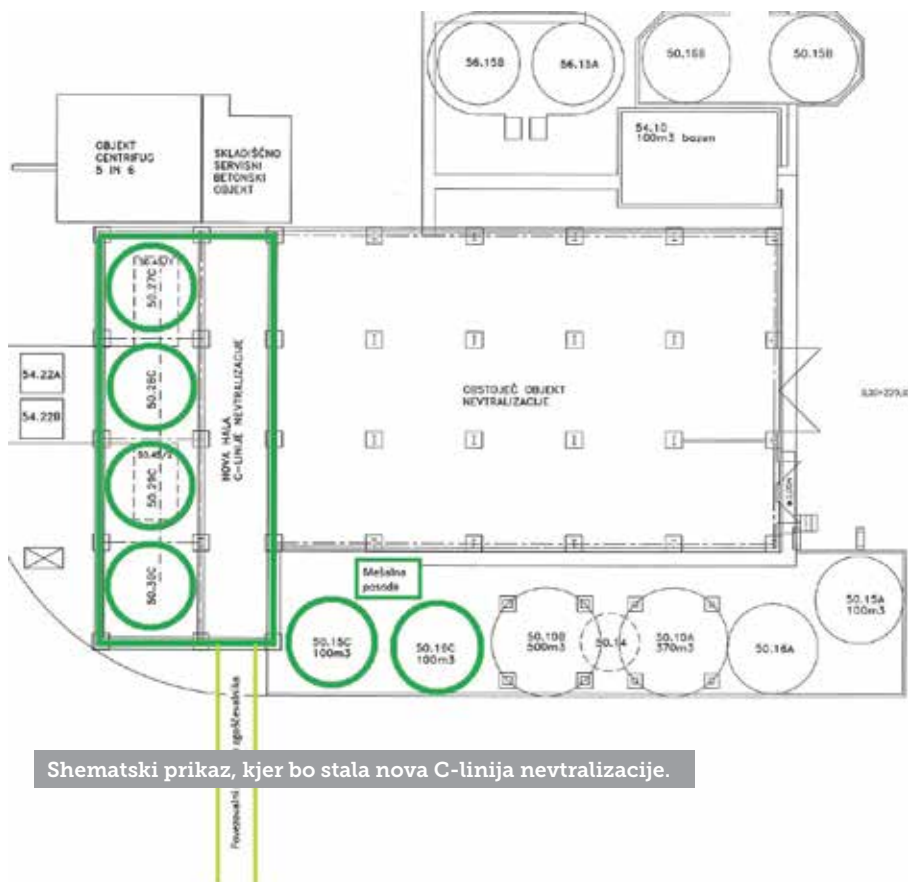 56.15B
56.15A
50.16B
50.15B
54.10
100m3 bazen
OBJEKT
CENTRIFUG
5 IN 6
SKLADIŠČNO
SERVISNI
BETONSKI
OBJEKT
50.27C
50.28C
50.29C
50.30C
NOVA HALA
C-LINIJE NEVTRALIZACIJE
54.22A
54.22B
OBSTOJEČ OBJEKT
NEVTRALIZACIJE
Mešalna
posoda
50.15C
100m3
50.16C
100m3
50.10B
500m3
50.14
50.10A
370m3
50.16A
50.15A
100m3
Povezovalni
zgoščevalnika
Shematski prikaz, kjer bo stala nova C-linija nevtralizacije.